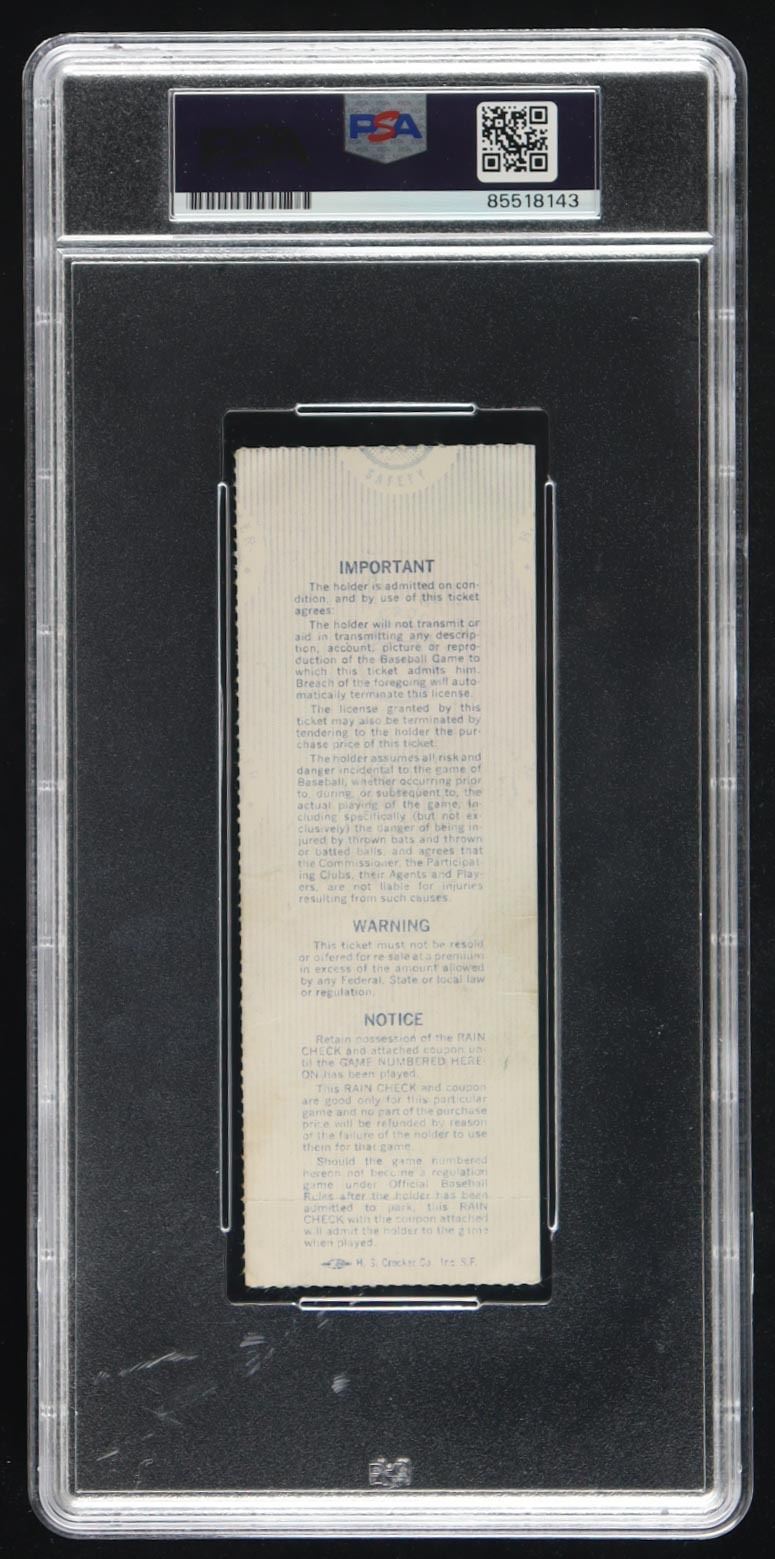 PSA
85518143
SAFETY
IMPORTANT
The holder is admitted on con-
dition, and by use of this ticket
agrees:
The holder will not transmit or
aid in transmitting any descrip-
tion, account, picture or repro-
duction of the Baseball Game to
which this ticket admits him.
Breach of the foregoing will auto-
matically terminate this license.
The license granted by this
ticket may also be terminated by
tendering to the holder the pur-
chase price of this ticket.
The holder assumes all risk and
danger incidental to the game of
Baseball, whether occurring prior
to, during, or subsequent to, the
actual playing of the game, in-
cluding specifically (but not ex-
clusively) the danger of being in-
jured by thrown bats and thrown
or batted balls, and agrees that
the Commissioner, the Participat-
ing Clubs, their Agents and Play-
ers, are not liable for injuries
resulting from such causes.
WARNING
This ticket must not be resold
or offered for re-sale at a premium
in excess of the amount allowed
by any Federal, State or local law
or regulation.
NOTICE
Retain possession of the RAIN
CHECK and attached coupon un-
til the GAME NUMBERED HERE-
ON has been played.
This RAIN CHECK and coupon
are good only for this particular
game and no part of the purchase
price will be refunded by reason
of the failure of the holder to use
them for that game.
Should the game numbered
hereon not become a regulation
game under Official Baseball
Rules after the holder has been
admitted to park, this RAIN
CHECK with the coupon attached
will admit the holder to the game
when played.
H. S. Crocker Co., Inc. S.F.
PSA